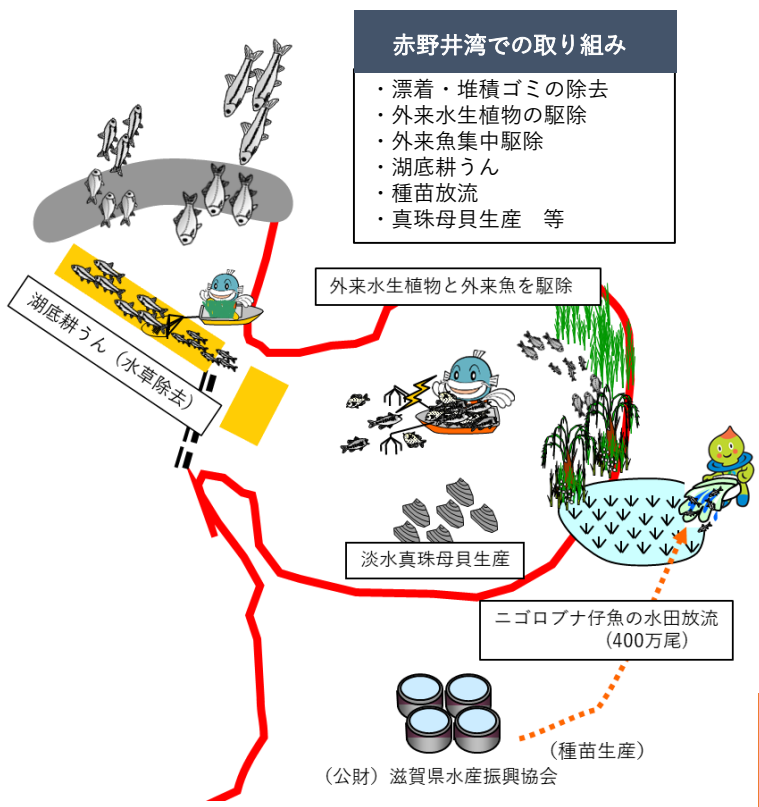 赤野井湾での取り組み
・漂着・堆積ゴミの除去
・外来水生植物の駆除
・外来魚集中駆除
・湖底耕うん
・種苗放流
・真珠母貝生産　等
外来水生植物と外来魚を駆除
湖底耕うん（水草除去）
淡水真珠母貝生産
ニゴロブナ仔魚の水田放流
(400万尾)
（種苗生産）
（公財）滋賀県水産振興協会